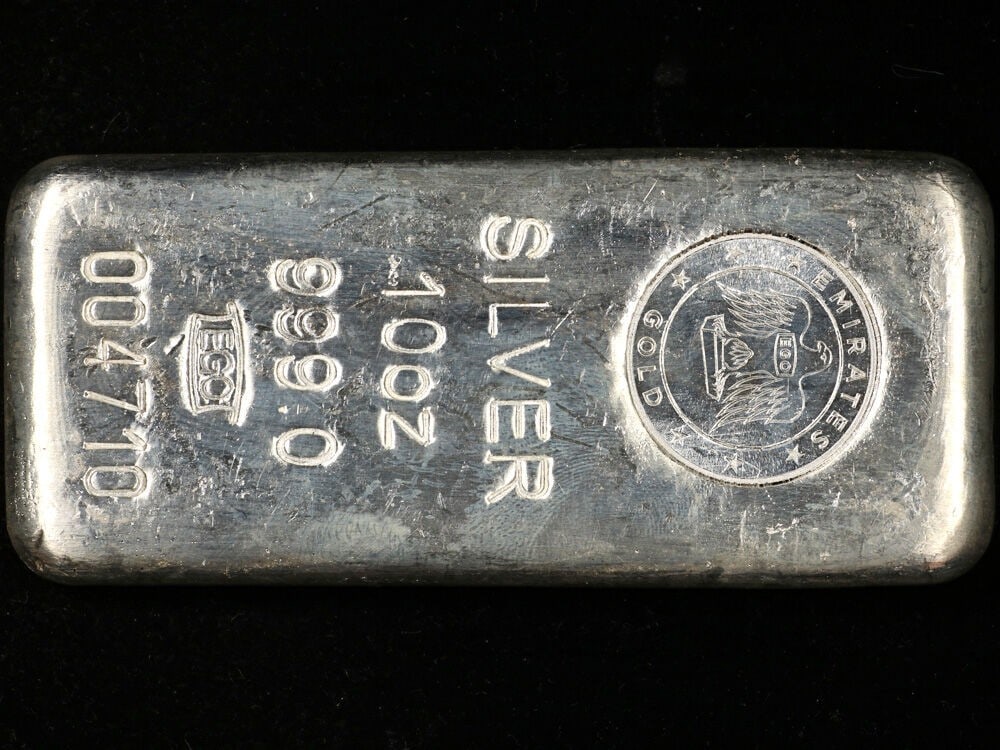 EMIRATES
GOLD
EGO
SILVER
10OZ
999.0
EGO
004710